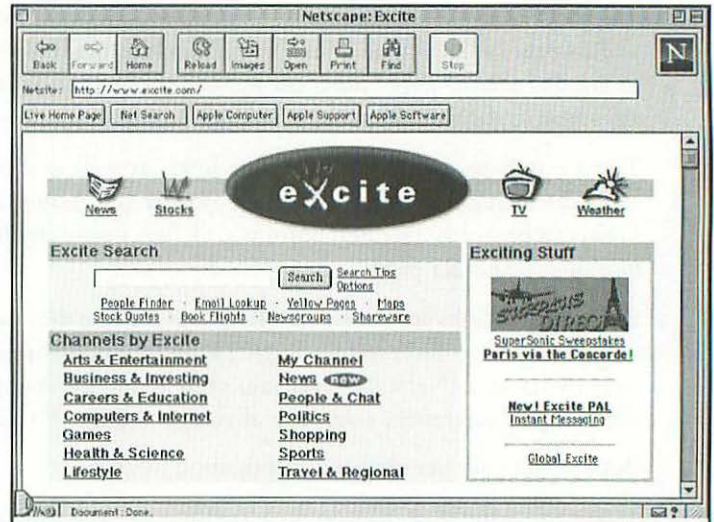 Netscape: Excite
Back Forward Home Reload Images Open Print Find Stop
N
Netsite: http://www.excite.com/
Live Home Page Net Search Apple Computer Apple Support Apple Software
excite
News Stocks TV Weather
Excite Search
Search Search Tips
Options
People Finder · Email Lookup · Yellow Pages · Maps
Stock Quotes · Book Flights · Newsgroups · Shareware
Channels by Excite
Arts & Entertainment
Business & Investing
Careers & Education
Computers & Internet
Games
Health & Science
Lifestyle
My Channel
News new
People & Chat
Politics
Shopping
Sports
Travel & Regional
Exciting Stuff
DIRECT
SuperSonic Sweepstakes
Paris via the Concorde!
New! Excite PAL
Instant Messaging
Global Excite
Document: Done.